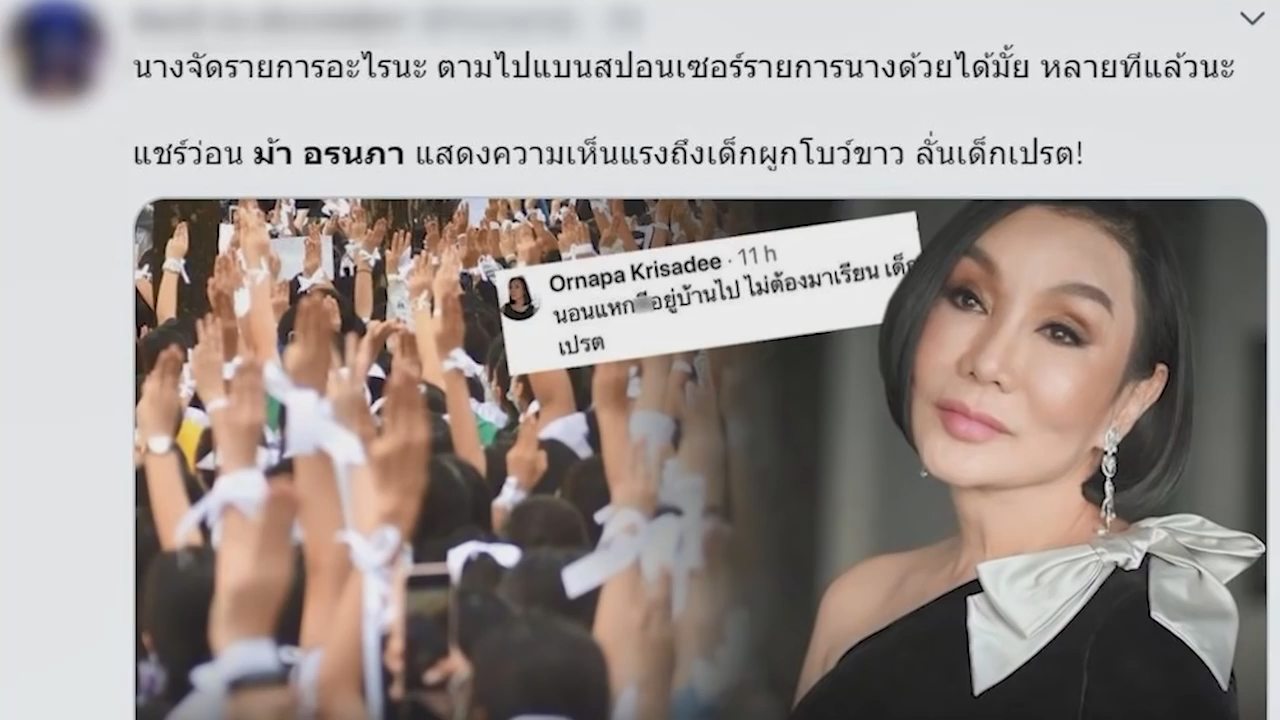 นางจัดรายการอะไรนะ ตามไปแบนสปอนเซอร์รายการนางด้วยได้มั้ย หลายทีแล้วนะ
แชร์ว่อน ม้า อรนภา แสดงความเห็นแรงถึงเด็กผูกโบว์ขาว ลั่นเด็กเปรต!
Ornapa Krisadee · 11 h
นอนแหก อยู่บ้านไป ไม่ต้องมาเรียน เด็ก
เปรต